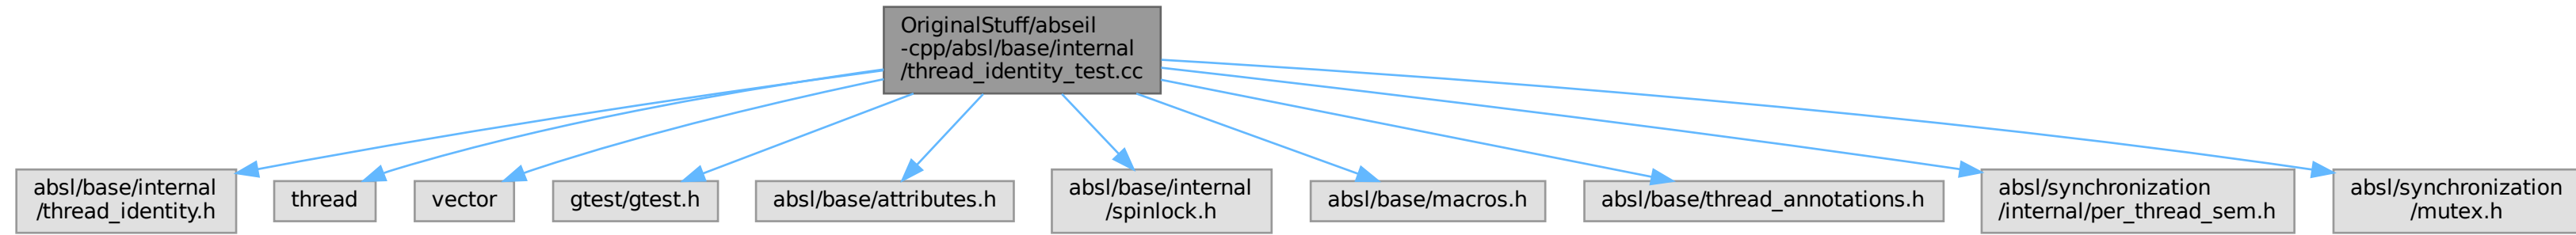 OriginalStuff/abseil
-cpp/absl/base/internal
/thread_identity_test.cc
absl/base/internal
/thread_identity.h
thread
vector
gtest/gtest.h
absl/base/attributes.h
absl/base/internal
/spinlock.h
absl/base/macros.h
absl/base/thread_annotations.h
absl/synchronization
/internal/per_thread_sem.h
absl/synchronization
/mutex.h